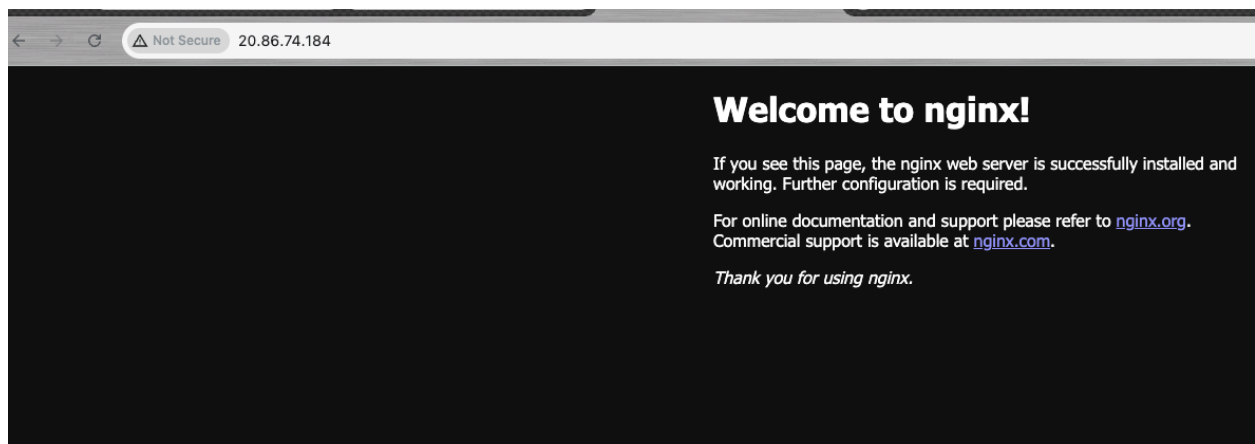 Not Secure 20.86.74.184
Welcome to nginx!
If you see this page, the nginx web server is successfully installed and
working. Further configuration is required.
For online documentation and support please refer to nginx.org.
Commercial support is available at nginx.com.
Thank you for using nginx.